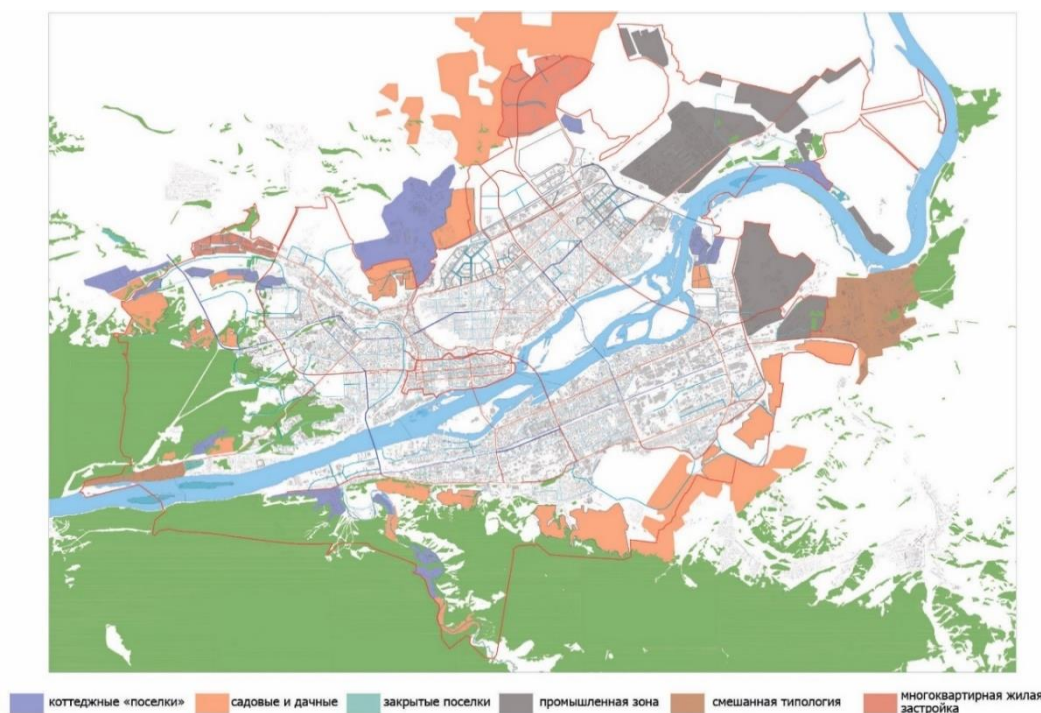 коттеджные «поселки»
садовые и дачные
закрытые поселки
промышленная зона
смешанная типология
многоквартирная жилая
застройка